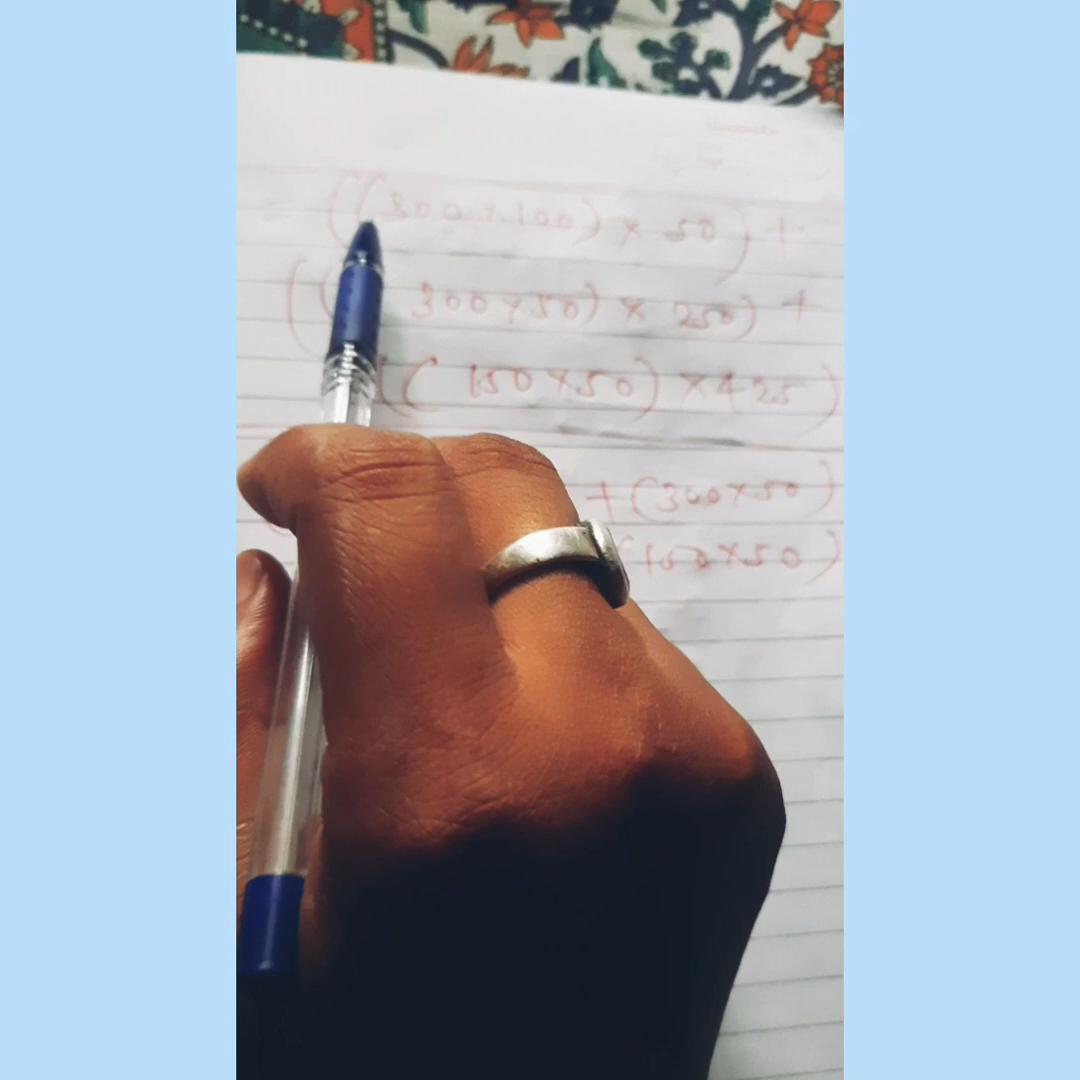 ((300 × 100) × 50) +
((300 × 50) × 250) +
((150 × 50) × 425)
+ (300 × 50)
(100 × 50)